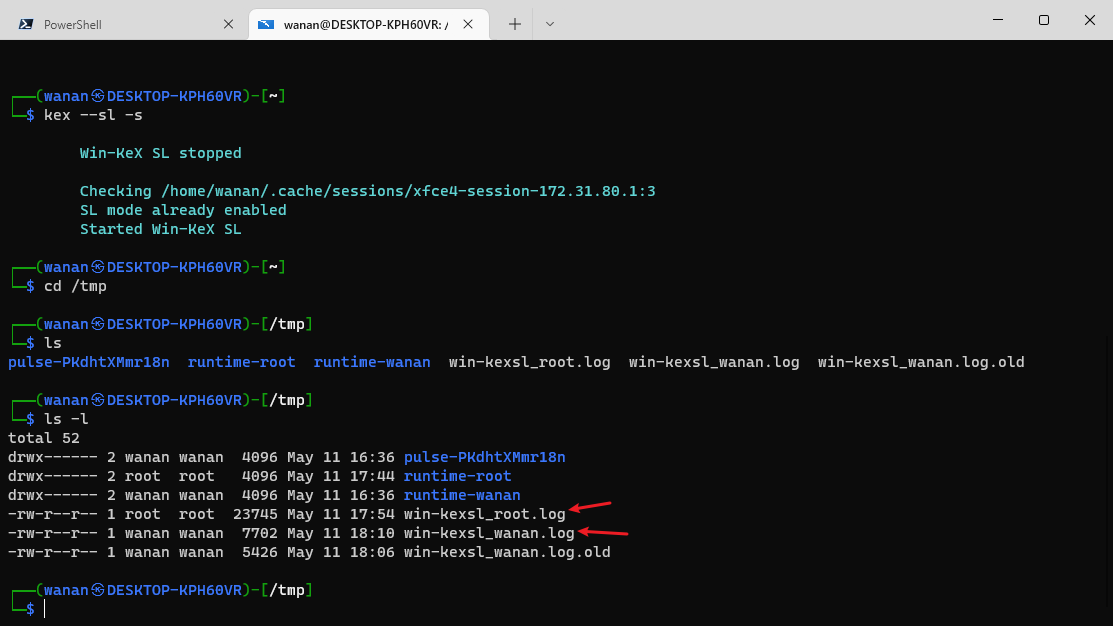 PowerShell
wanan@DESKTOP-KPH60VR: /
┌──(wanan㉿DESKTOP-KPH60VR)-[~]
└─$ kex --sl -s
Win-KeX SL stopped
Checking /home/wanan/.cache/sessions/xfce4-session-172.31.80.1:3
SL mode already enabled
Started Win-KeX SL
┌──(wanan㉿DESKTOP-KPH60VR)-[~]
└─$ cd /tmp
┌──(wanan㉿DESKTOP-KPH60VR)-[/tmp]
└─$ ls
pulse-PKdhtXMmr18n  runtime-root  runtime-wanan  win-kexsl_root.log  win-kexsl_wanan.log  win-kexsl_wanan.log.old
┌──(wanan㉿DESKTOP-KPH60VR)-[/tmp]
└─$ ls -l
total 52
drwx------ 2 wanan wanan  4096 May 11 16:36 pulse-PKdhtXMmr18n
drwx------ 2 root  root   4096 May 11 17:44 runtime-root
drwx------ 2 wanan wanan  4096 May 11 16:36 runtime-wanan
-rw-r--r-- 1 root  root  23745 May 11 17:54 win-kexsl_root.log
-rw-r--r-- 1 wanan wanan  7702 May 11 18:10 win-kexsl_wanan.log
-rw-r--r-- 1 wanan wanan  5426 May 11 18:06 win-kexsl_wanan.log.old
┌──(wanan㉿DESKTOP-KPH60VR)-[/tmp]
└─$